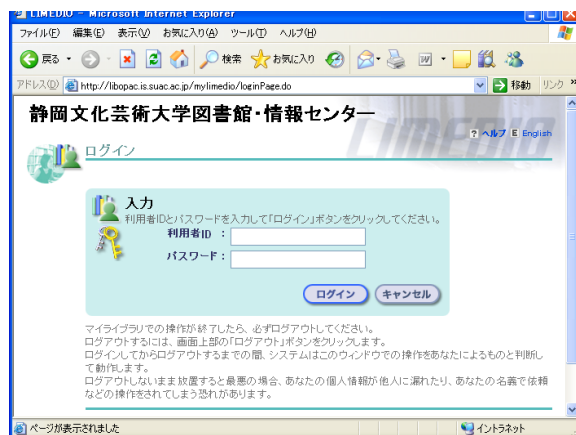 LIMEDIO - Microsoft Internet Explorer
ファイル(F) 編集(E) 表示(V) お気に入り(A) ツール(T) ヘルプ(H)
戻る 検索 お気に入り
アドレス(D) http://libopac.is.suac.ac.jp/mylimedio/loginPage.do 移動 リンク »
静岡文化芸術大学図書館・情報センター
LIMEDIO
? ヘルプ E English
ログイン
入力
利用者IDとパスワードを入力して「ログイン」ボタンをクリックしてください。
利用者ID :
パスワード :
ログイン キャンセル
マイライブラリでの操作が終了したら、必ずログアウトしてください。
ログアウトするには、画面上部の「ログアウト」ボタンをクリックします。
ログインしてからログアウトするまでの間、システムはこのウィンドウでの操作をあなたによるものと判断し
て動作します。
ログアウトしないまま放置すると最悪の場合、あなたの個人情報が他人に漏れたり、あなたの名義で依頼
などの操作をされてしまう恐れがあります。
ページが表示されました イントラネット